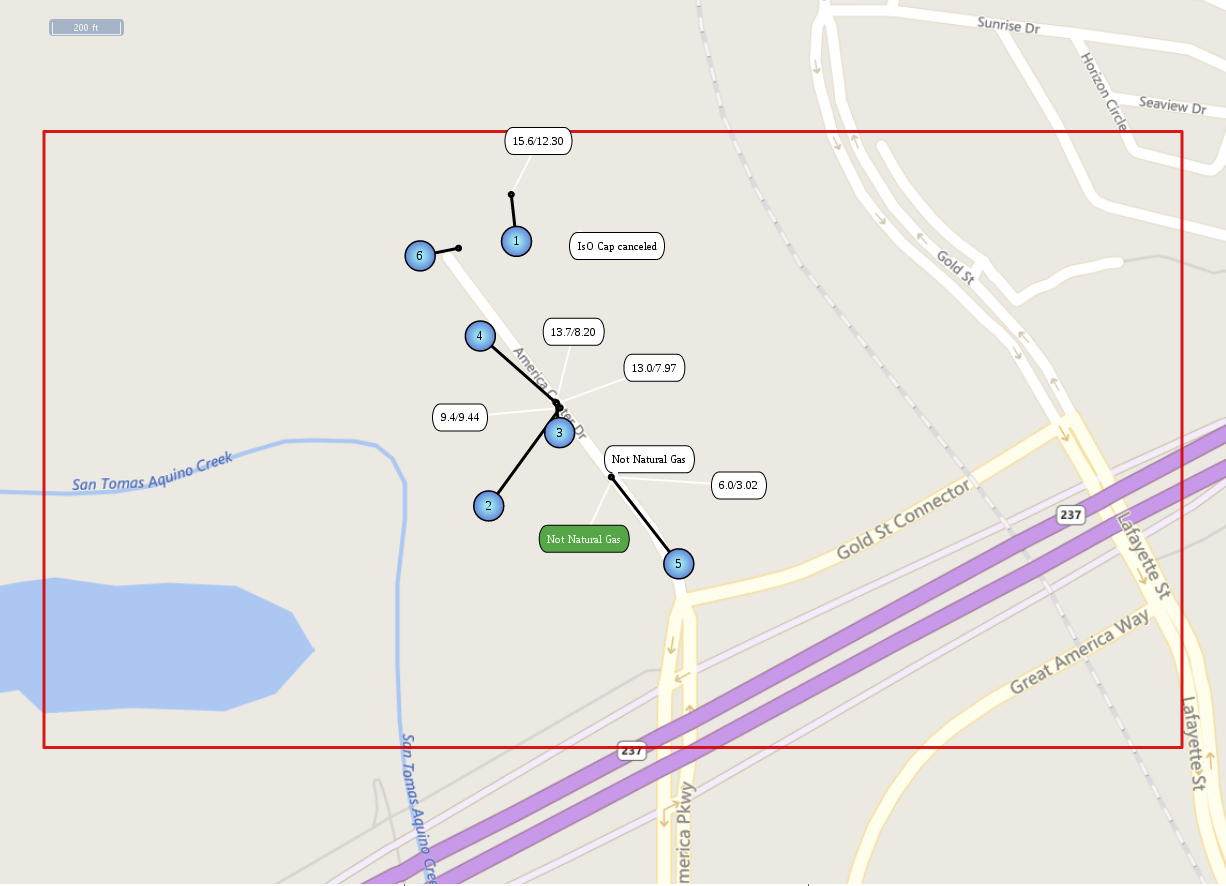 200 ft
Sunrise Dr
Horizon Circle
Seaview Dr
15.6/12.30
1
IsO Cap canceled
6
Gold St
4
13.7/8.20
America Center Dr
13.0/7.97
9.4/9.44
3
San Tomas Aquino Creek
Not Natural Gas
6.0/3.02
2
Gold St Connector
237
Lafayette St
Not Natural Gas
5
Great America Way
Lafayette St
237
San Tomas Aquino Cree
merica Pkwy